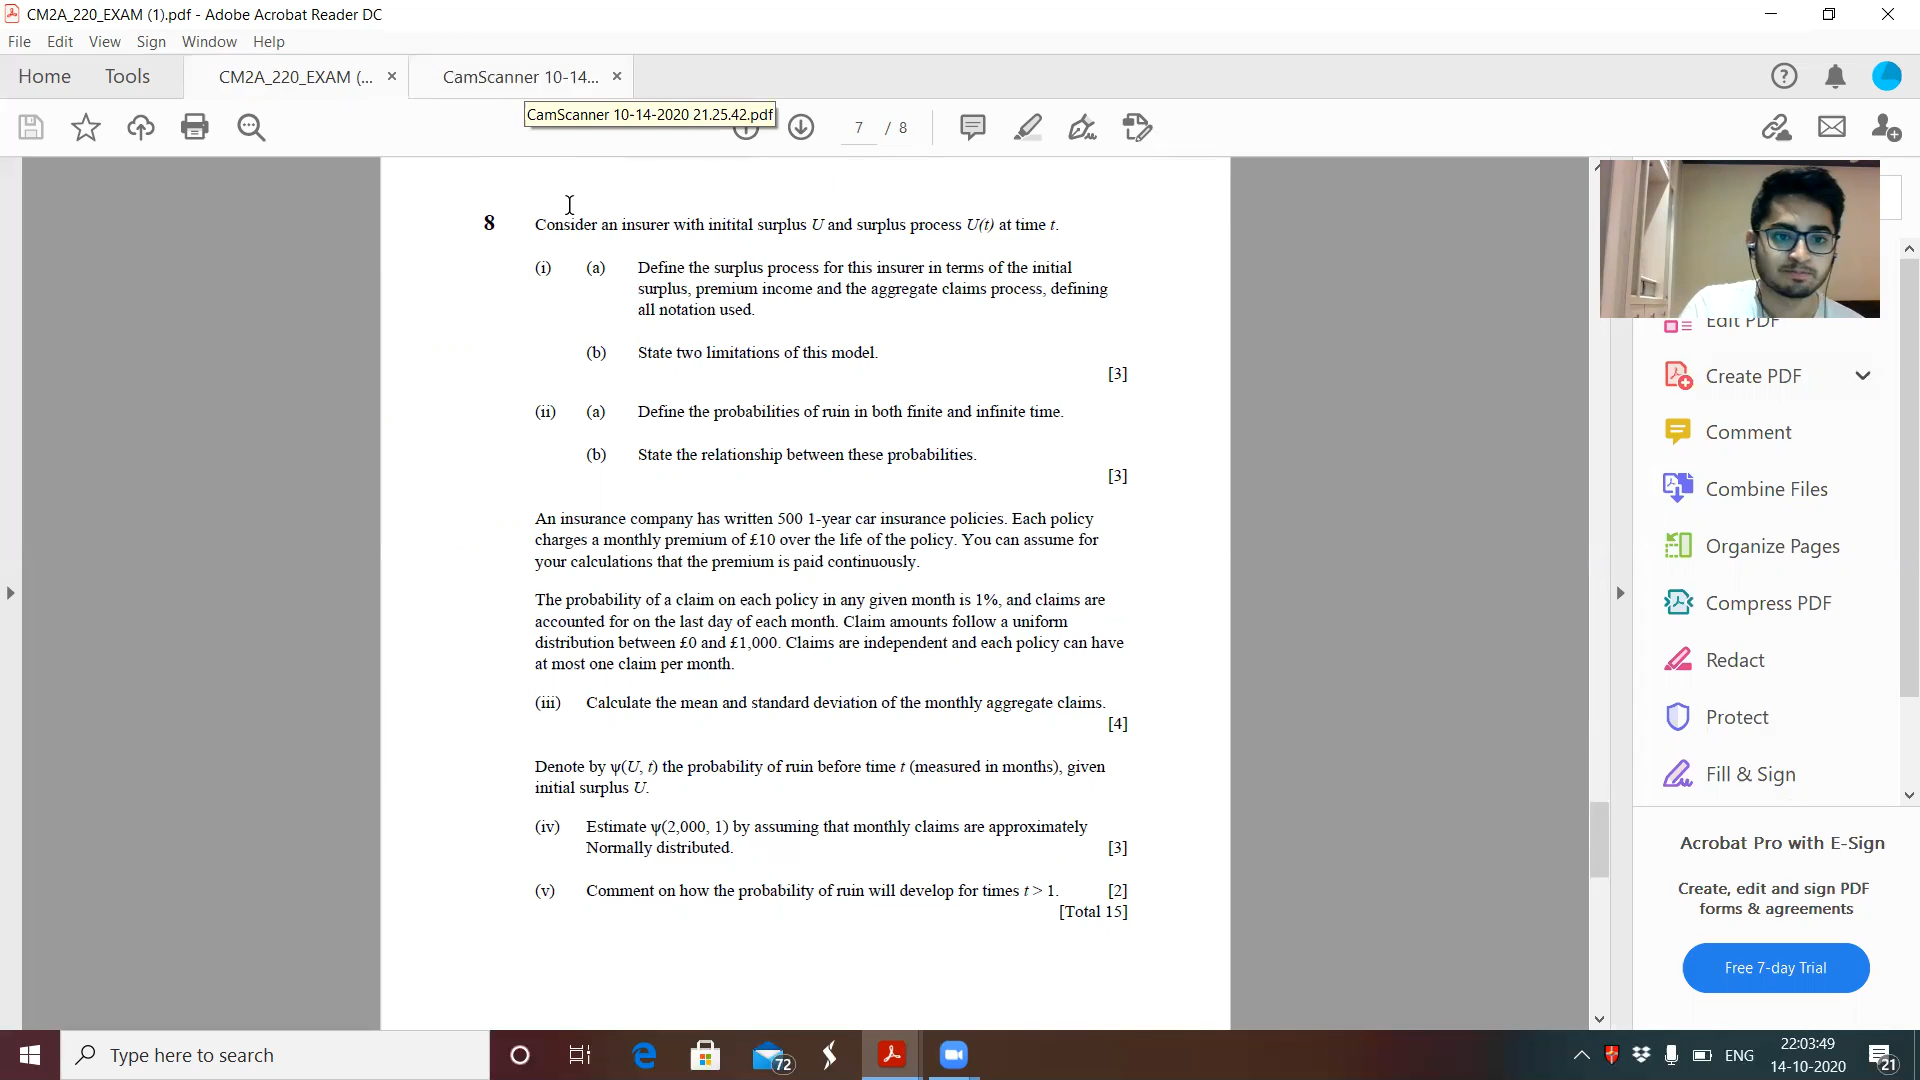 CM2A_220_EXAM (1).pdf - Adobe Acrobat Reader DC
File Edit View Sign Window Help
Home Tools CM2A_220_EXAM (... × CamScanner 10-14... ×
CamScanner 10-14-2020 21.25.42.pdf
7 / 8
8 Consider an insurer with initital surplus U and surplus process U(t) at time t.
(i) (a) Define the surplus process for this insurer in terms of the initial
surplus, premium income and the aggregate claims process, defining
all notation used.
(b) State two limitations of this model.
[3]
(ii) (a) Define the probabilities of ruin in both finite and infinite time.
(b) State the relationship between these probabilities.
[3]
An insurance company has written 500 1-year car insurance policies. Each policy
charges a monthly premium of £10 over the life of the policy. You can assume for
your calculations that the premium is paid continuously.
The probability of a claim on each policy in any given month is 1%, and claims are
accounted for on the last day of each month. Claim amounts follow a uniform
distribution between £0 and £1,000. Claims are independent and each policy can have
at most one claim per month.
(iii) Calculate the mean and standard deviation of the monthly aggregate claims.
[4]
Denote by ψ(U, t) the probability of ruin before time t (measured in months), given
initial surplus U.
(iv) Estimate ψ(2,000, 1) by assuming that monthly claims are approximately
Normally distributed. [3]
(v) Comment on how the probability of ruin will develop for times t > 1. [2]
[Total 15]
Edit PDF
Create PDF
Comment
Combine Files
Organize Pages
Compress PDF
Redact
Protect
Fill & Sign
Acrobat Pro with E-Sign
Create, edit and sign PDF
forms & agreements
Free 7-day Trial
Type here to search
72
ENG
22:03:49
14-10-2020
21